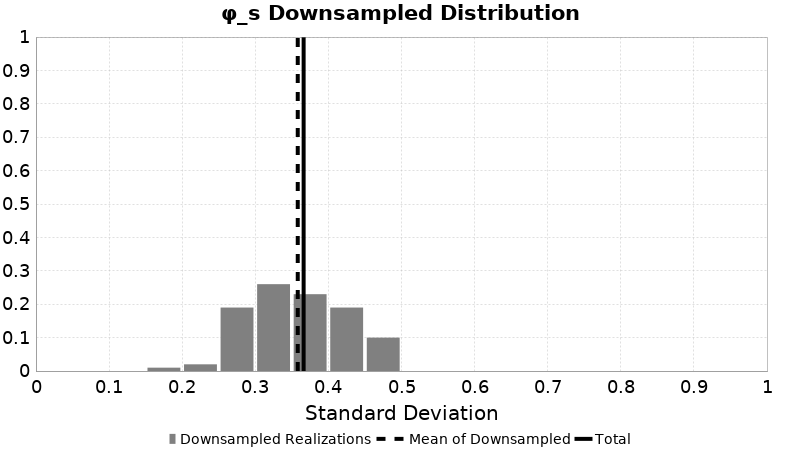 φ_s Downsampled Distribution
1
0.9
0.8
0.7
0.6
0.5
0.4
0.3
0.2
0.1
0
0 0.1 0.2 0.3 0.4 0.5 0.6 0.7 0.8 0.9 1
Standard Deviation
Downsampled Realizations Mean of Downsampled Total